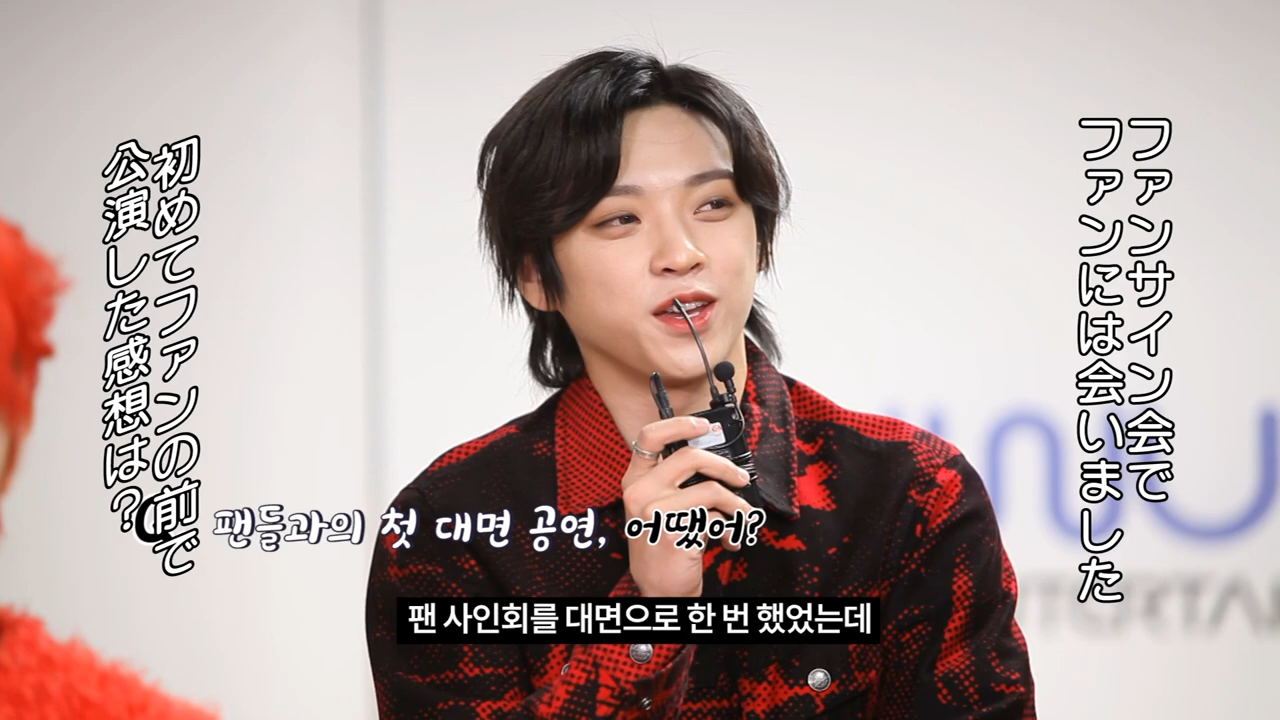 初めてファンの前で
公演した感想は?
ファンサイン会で
ファンには会いました
팬들과의 첫 대면 공연, 어땠어?
팬 사인회를 대면으로 한 번 했었는데